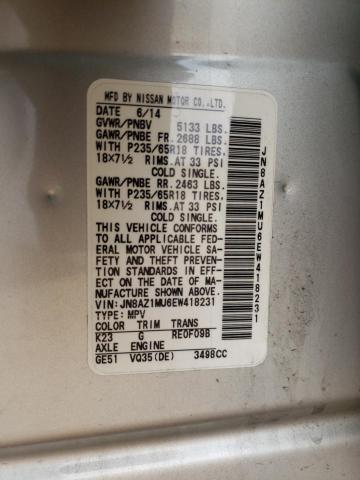 MFD BY NISSAN MOTOR CO.,LTD.
DATE 6/14
GVWR/PNBV 5133 LBS.
GAWR/PNBE FR. 2688 LBS.
WITH P235/65R18 TIRES.
18X7½ RIMS. AT 33 PSI
COLD SINGLE.
GAWR/PNBE RR. 2463 LBS.
WITH P235/65R18 TIRES.
18X7½ RIMS. AT 33 PSI
COLD SINGLE.
THIS VEHICLE CONFORMS
TO ALL APPLICABLE FED-
ERAL MOTOR VEHICLE SA-
FETY AND THEFT PREV-
ENTION STANDARDS IN EFF-
ECT ON THE DATE OF MA-
NUFACTURE SHOWN ABOVE.
VIN: JN8AZ1MU6EW418231
TYPE: MPV
COLOR TRIM TRANS
K23 G RE0F09B
AXLE ENGINE
GE51 VQ35(DE) 3498CC
JN8AZ1MU6EW418231